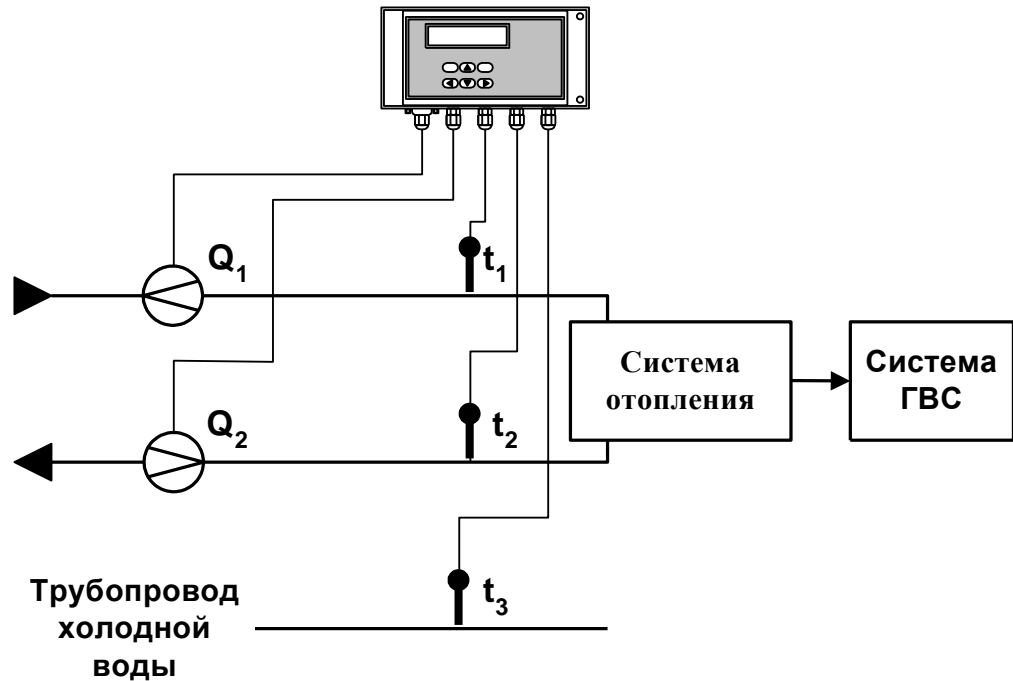 Q1
t1
Система
отопления
Система
ГВС
Q2
t2
t3
Трубопровод
холодной
воды